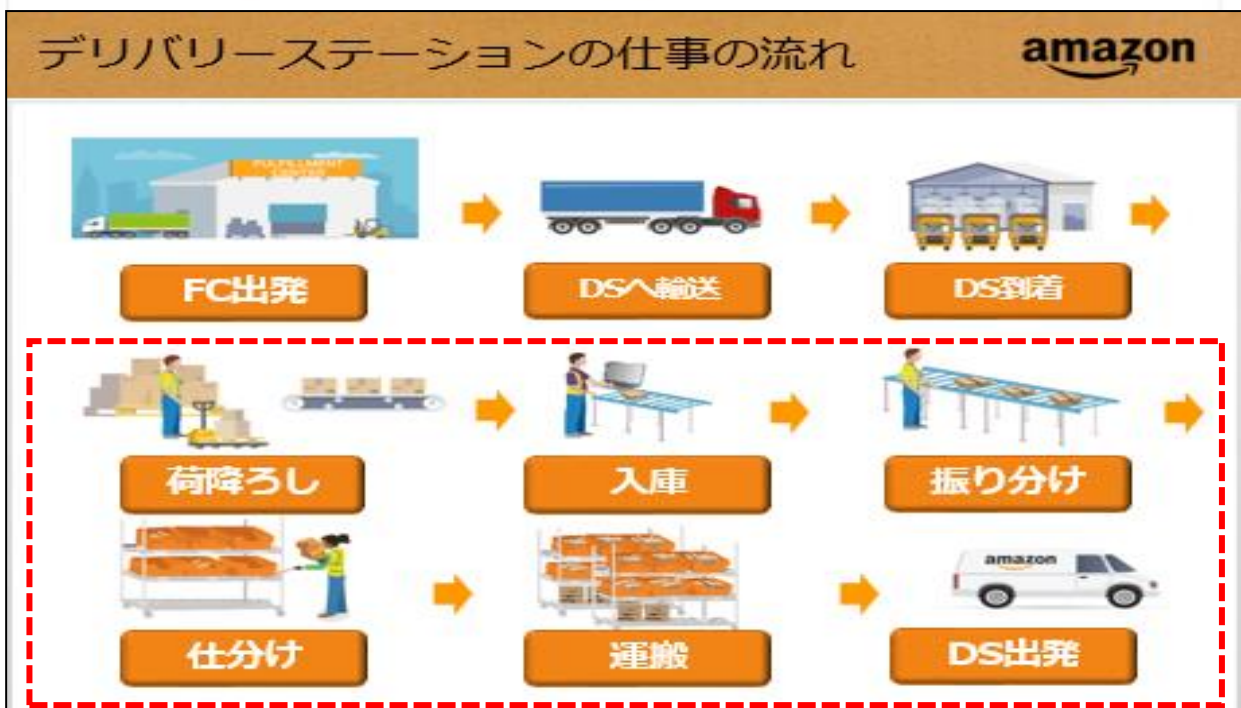 デリバリーステーションの仕事の流れ
amazon
FULFILLMENT
CENTER
FC出発
DSへ輸送
DS到着
荷降ろし
入庫
振り分け
仕分け
運搬
amazon
DS出発